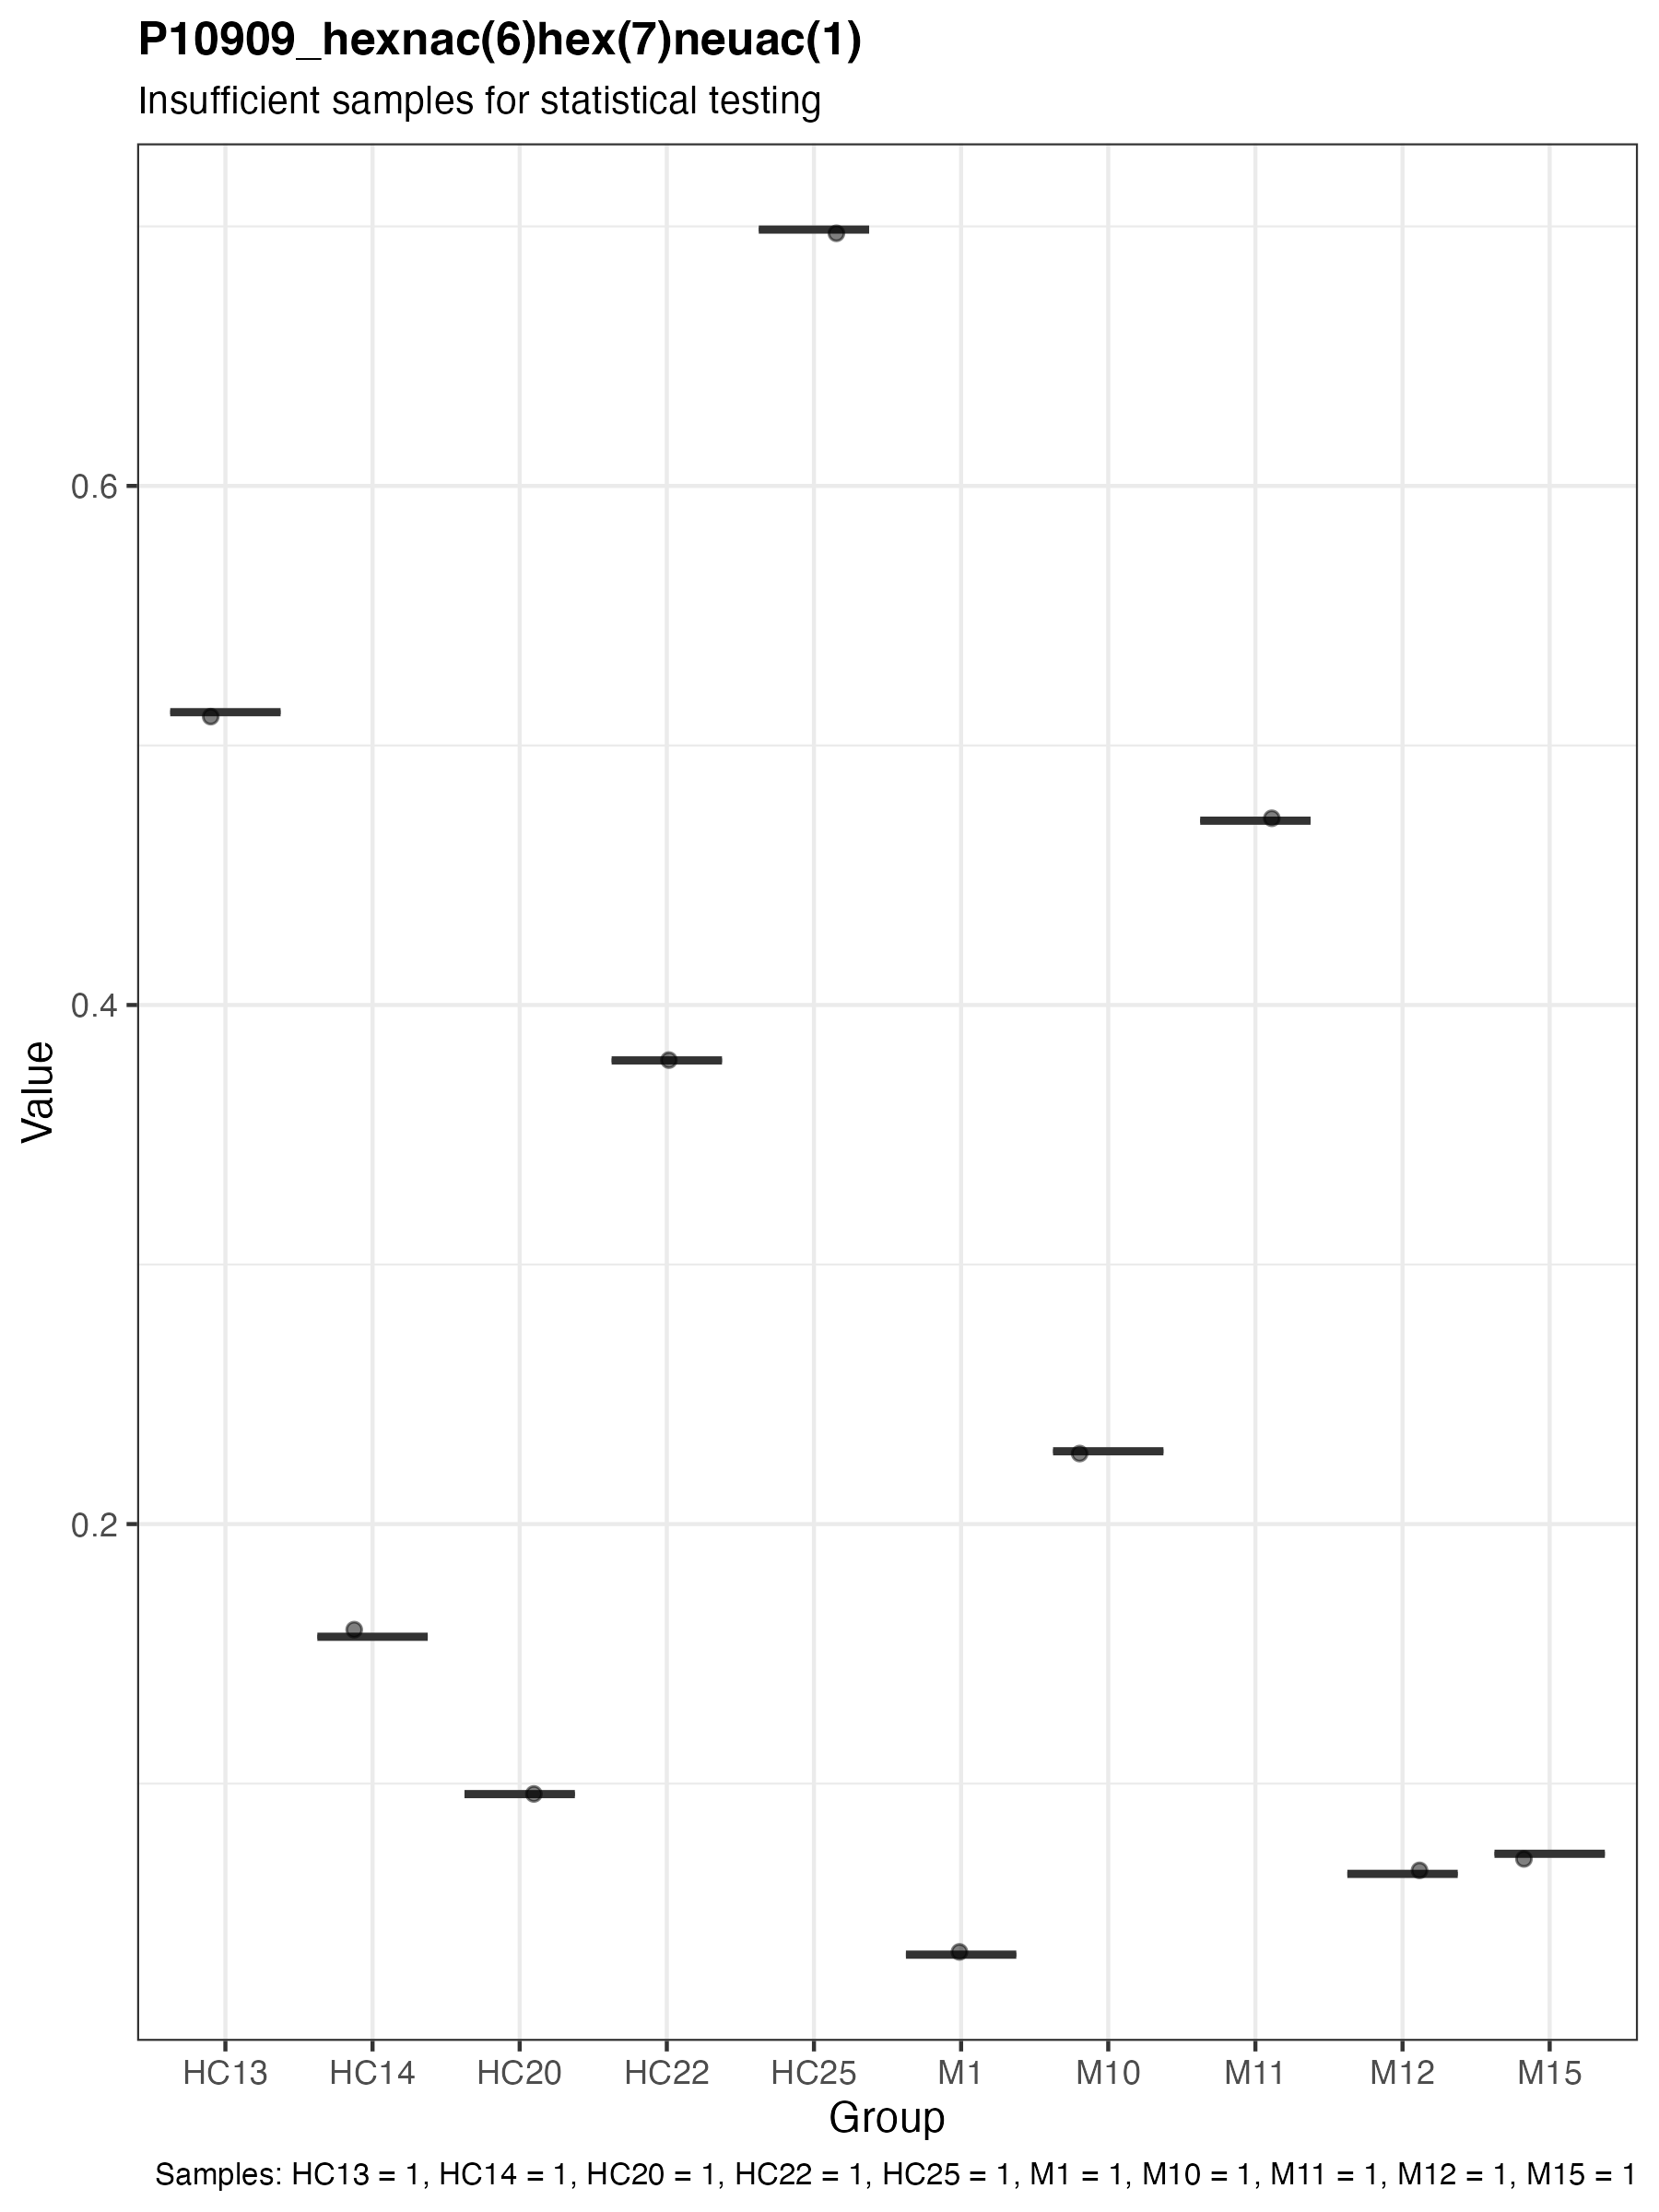 P10909_hexnac(6)hex(7)neuac(1)
Insufficient samples for statistical testing
Value
0.6
0.4
0.2
HC13 HC14 HC20 HC22 HC25 M1 M10 M11 M12 M15
Group
Samples: HC13 = 1, HC14 = 1, HC20 = 1, HC22 = 1, HC25 = 1, M1 = 1, M10 = 1, M11 = 1, M12 = 1, M15 = 1